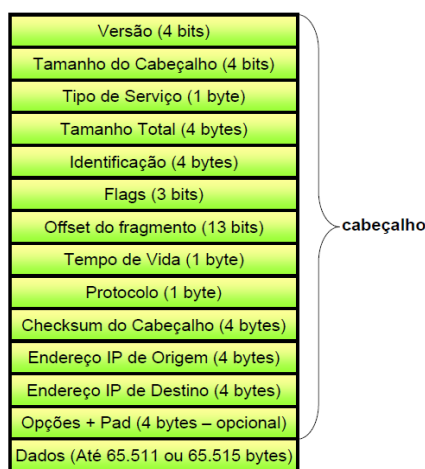 Versão (4 bits)
Tamanho do Cabeçalho (4 bits)
Tipo de Serviço (1 byte)
Tamanho Total (4 bytes)
Identificação (4 bytes)
Flags (3 bits)
Offset do fragmento (13 bits)
cabeçalho
Tempo de Vida (1 byte)
Protocolo (1 byte)
Checksum do Cabeçalho (4 bytes)
Endereço IP de Origem (4 bytes)
Endereço IP de Destino (4 bytes)
Opções + Pad (4 bytes – opcional)
Dados (Até 65.511 ou 65.515 bytes)